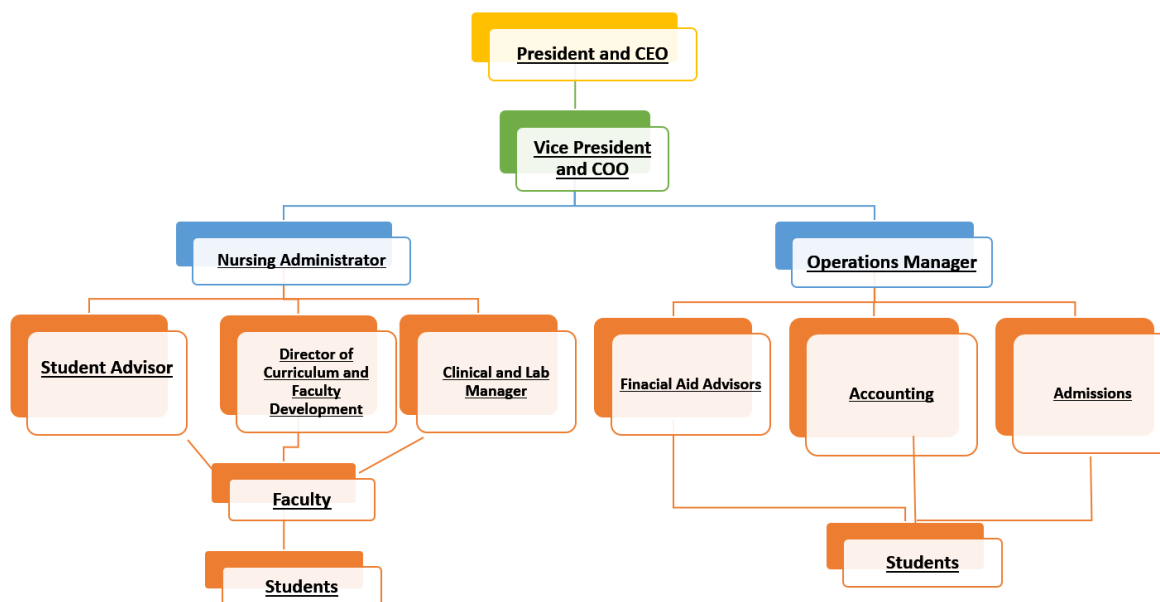 President and CEO
Vice President
and COO
Nursing Administrator
Operations Manager
Student Advisor
Director of
Curriculum and
Faculty
Development
Clinical and Lab
Manager
Finacial Aid Advisors
Accounting
Admissions
Faculty
Students
Students